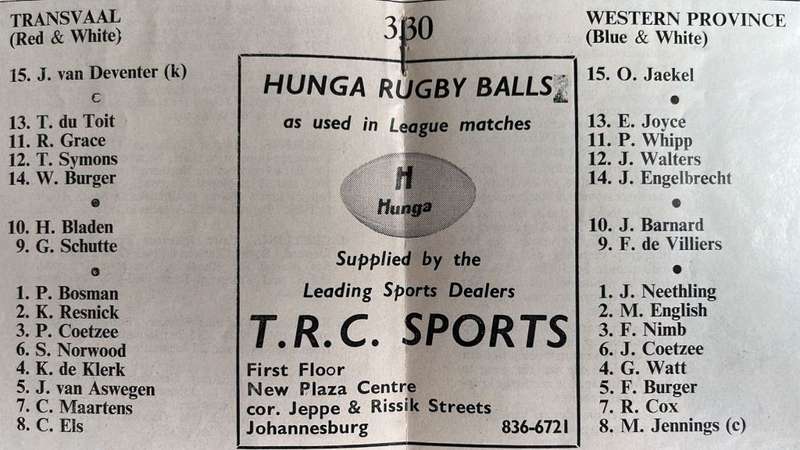 TRANSVAAL
(Red & White}
15. J. van Deventer (k)
13. T. du Toit
11. R. Grace
12. T. Symons
14. W. Burger
10. H. Bladen
9. G. Schutte
1. P. Bosman
2. K. Resnick
3. P. Coetzee
6. S. Norwood
4. K. de Klerk
5. J. van Aswegen
7. C. Maartens
8. C. Els
3.30
HUNGA RUGBY BALLS
as used in League matches
H
Hunga
Supplied by the
Leading Sports Dealers
T.R.C. SPORTS
First Floor
New Plaza Centre
cor. Jeppe & Rissik Streets
Johannesburg 836-6721
WESTERN PROVINCE
(Blue & White)
15. O. Jaekel
13. E. Joyce
11. P. Whipp
12. J. Walters
14. J. Engelbrecht
10. J. Barnard
9. F. de Villiers
1. J. Neethling
2. M. English
3. F. Nimb
6. J. Coetzee
4. G. Watt
5. F. Burger
7. R. Cox
8. M. Jennings (c)